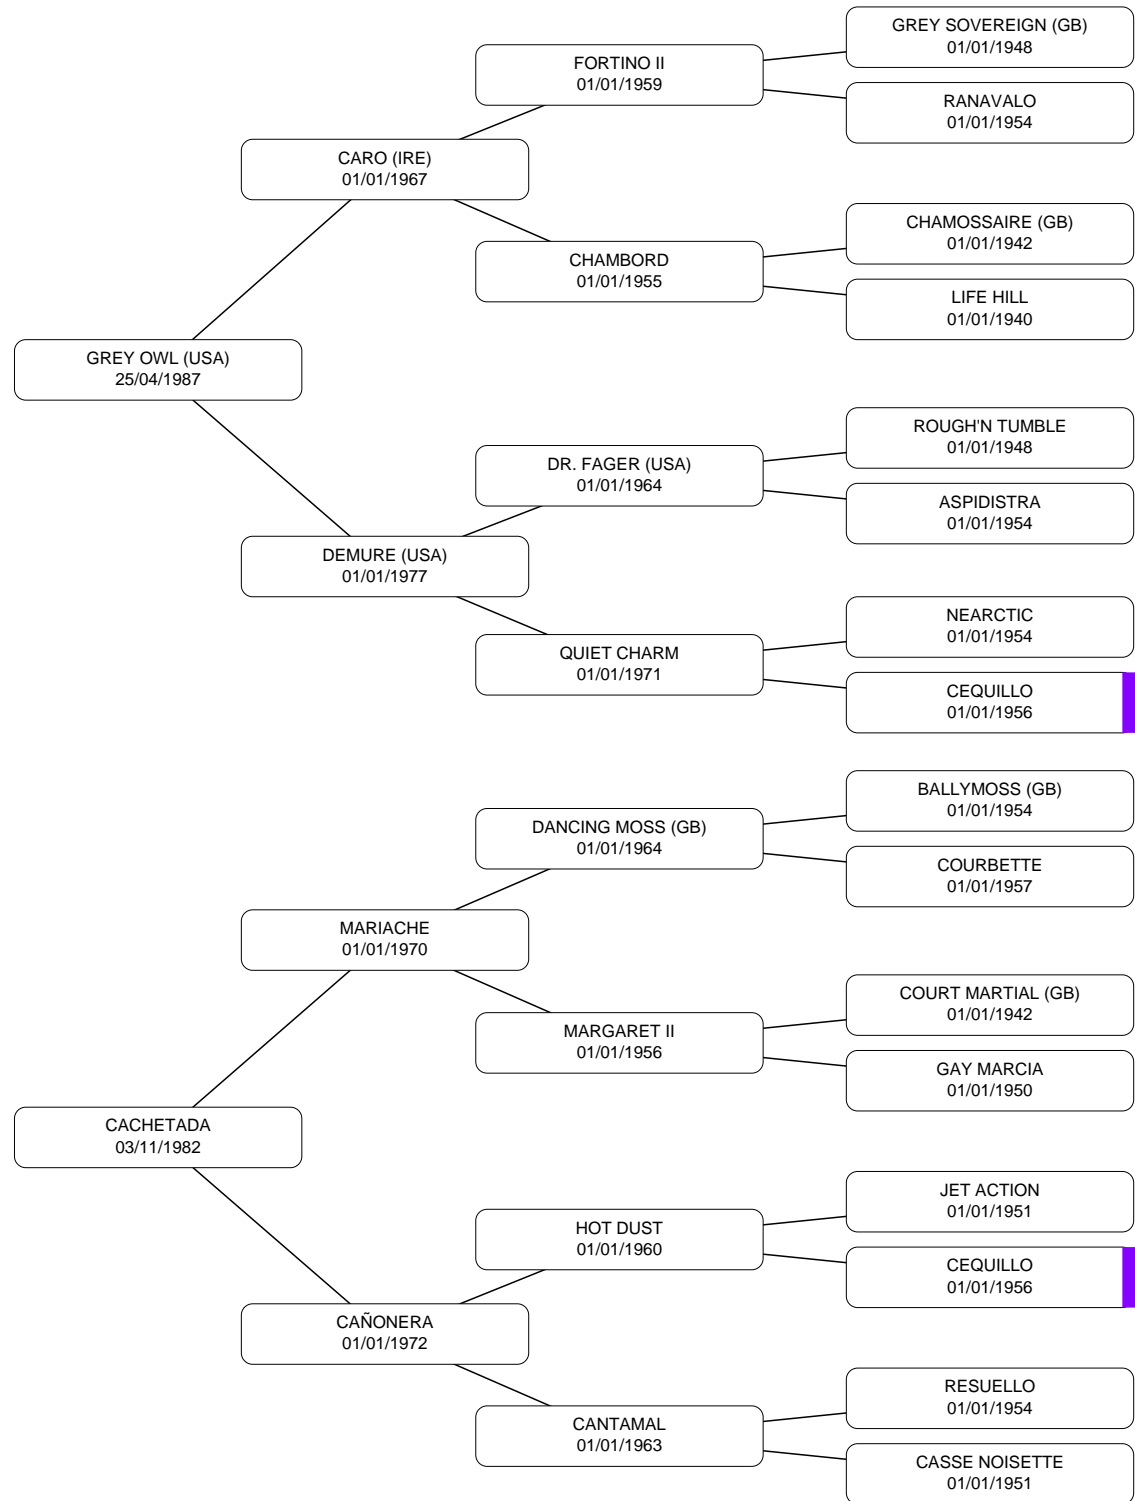 GREY SOVEREIGN (GB)
01/01/1948
FORTINO II
01/01/1959
RANAVALO
01/01/1954
CARO (IRE)
01/01/1967
CHAMOSSAIRE (GB)
01/01/1942
CHAMBORD
01/01/1955
LIFE HILL
01/01/1940
GREY OWL (USA)
25/04/1987
ROUGH'N TUMBLE
01/01/1948
DR. FAGER (USA)
01/01/1964
ASPIDISTRA
01/01/1954
DEMURE (USA)
01/01/1977
NEARCTIC
01/01/1954
QUIET CHARM
01/01/1971
CEQUILLO
01/01/1956
BALLYMOSS (GB)
01/01/1954
DANCING MOSS (GB)
01/01/1964
COURBETTE
01/01/1957
MARIACHE
01/01/1970
COURT MARTIAL (GB)
01/01/1942
MARGARET II
01/01/1956
GAY MARCIA
01/01/1950
CACHETADA
03/11/1982
JET ACTION
01/01/1951
HOT DUST
01/01/1960
CEQUILLO
01/01/1956
CAÑONERA
01/01/1972
RESUELLO
01/01/1954
CANTAMAL
01/01/1963
CASSE NOISETTE
01/01/1951